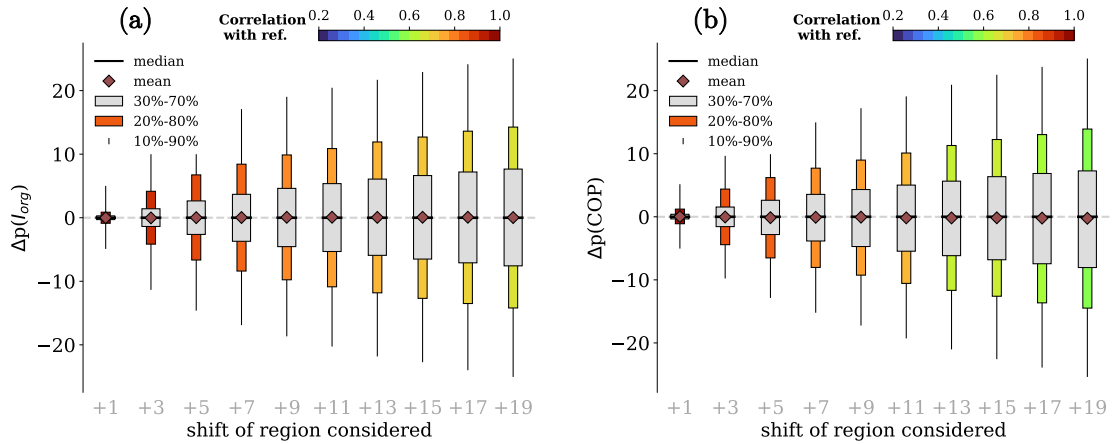 (a)
Correlation
with ref.
0.2 0.4 0.6 0.8 1.0
median
mean
30%-70%
20%-80%
10%-90%
20
10
0
−10
−20
Δp(I_org)
+1 +3 +5 +7 +9 +11 +13 +15 +17 +19
shift of region considered
(b)
Correlation
with ref.
0.2 0.4 0.6 0.8 1.0
median
mean
30%-70%
20%-80%
10%-90%
20
10
0
−10
−20
Δp(COP)
+1 +3 +5 +7 +9 +11 +13 +15 +17 +19
shift of region considered